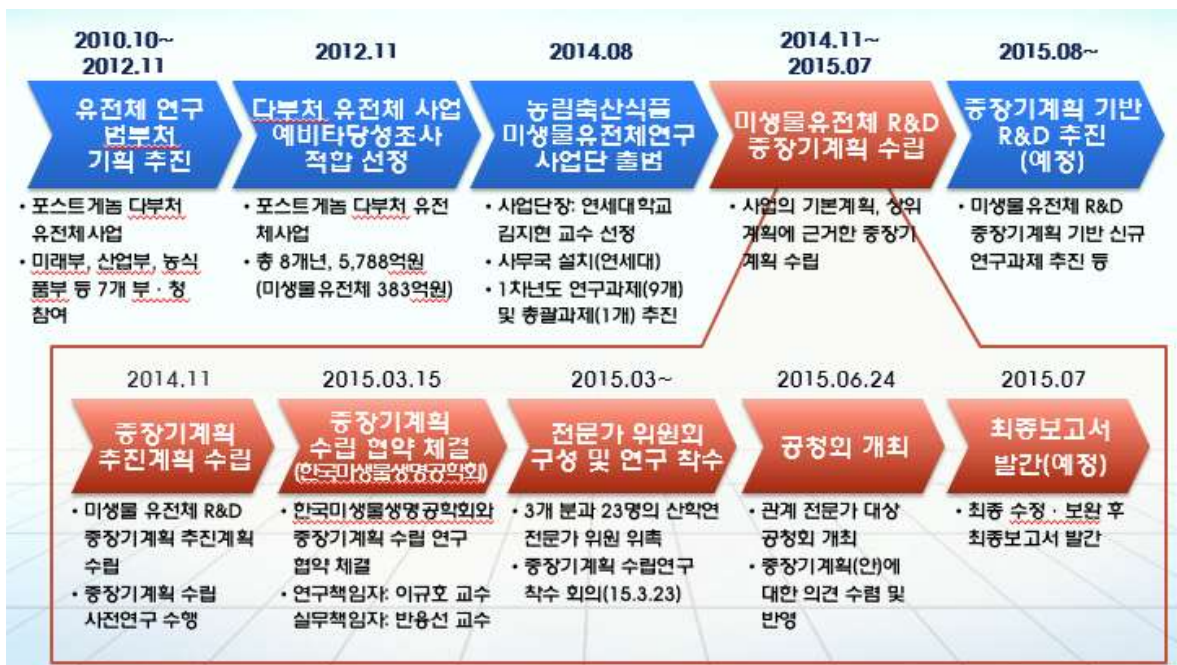 2010.10~
2012.11
유전체 연구
범부처
기획 추진
• 포스트게놈 다부처
유전체사업
• 미래부, 산업부, 농식
품부 등 7개 부 · 청
참여
2012.11
다부처 유전체 사업
예비타당성조사
적합 선정
• 포스트게놈 다부처 유전
체사업
• 총 8개년, 5,788억원
(미생물유전체 383억원)
2014.08
농림축산식품
미생물유전체연구
사업단 출범
• 사업단장: 연세대학교
김지현 교수 선정
• 사무국 설치(연세대)
• 1차년도 연구과제(9개)
및 총괄과제(1개) 추진
2014.11~
2015.07
미생물유전체 R&D
중장기계획 수립
• 사업의 기본계획, 상위
계획에 근거한 중장기
계획 수립
2015.08~
중장기계획 기반
R&D 추진
(예정)
• 미생물유전체 R&D
중장기계획 기반 신규
연구과제 추진 등
2014.11
중장기계획
추진계획 수립
• 미생물 유전체 R&D
중장기계획 추진계획
수립
• 중장기계획 수립
사전연구 수행
2015.03.15
중장기계획
수립 협약 체결
(한국미생물생명공학회)
• 한국미생물생명공학회와
중장기계획 수립 연구
협약 체결
• 연구책임자: 이규호 교수
실무책임자: 반용선 교수
2015.03~
전문가 위원회
구성 및 연구 착수
• 3개 분과 23명의 산학연
전문가 위원 위촉
• 중장기계획 수립연구
착수 회의(15.3.23)
2015.06.24
공청회 개최
• 관계 전문가 대상
공청회 개최
• 중장기계획(안)에
대한 의견 수렴 및
반영
2015.07
최종보고서
발간(예정)
• 최종 수정 · 보완 후
최종보고서 발간